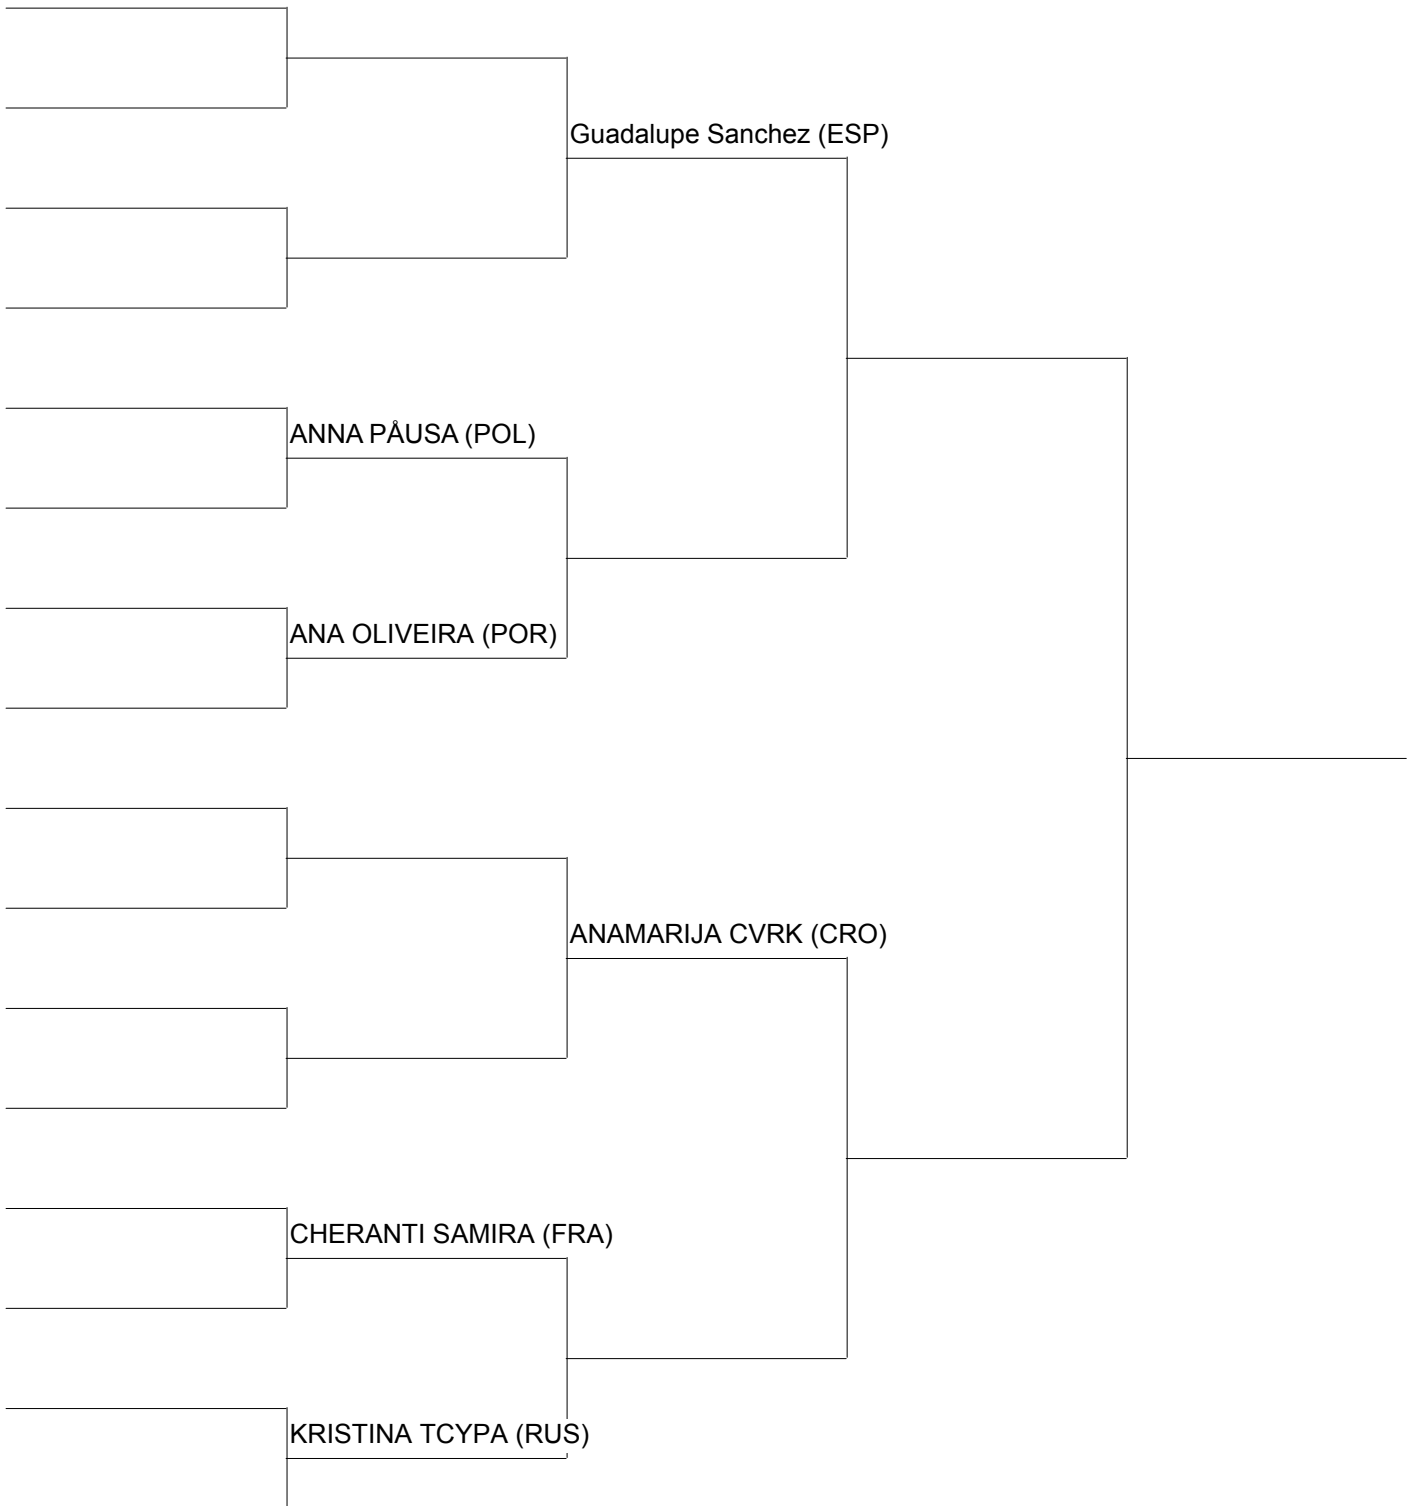 Guadalupe Sanchez (ESP)
ANNA PÅUSA (POL)
ANA OLIVEIRA (POR)
ANAMARIJA CVRK (CRO)
CHERANTI SAMIRA (FRA)
KRISTINA TCYPA (RUS)